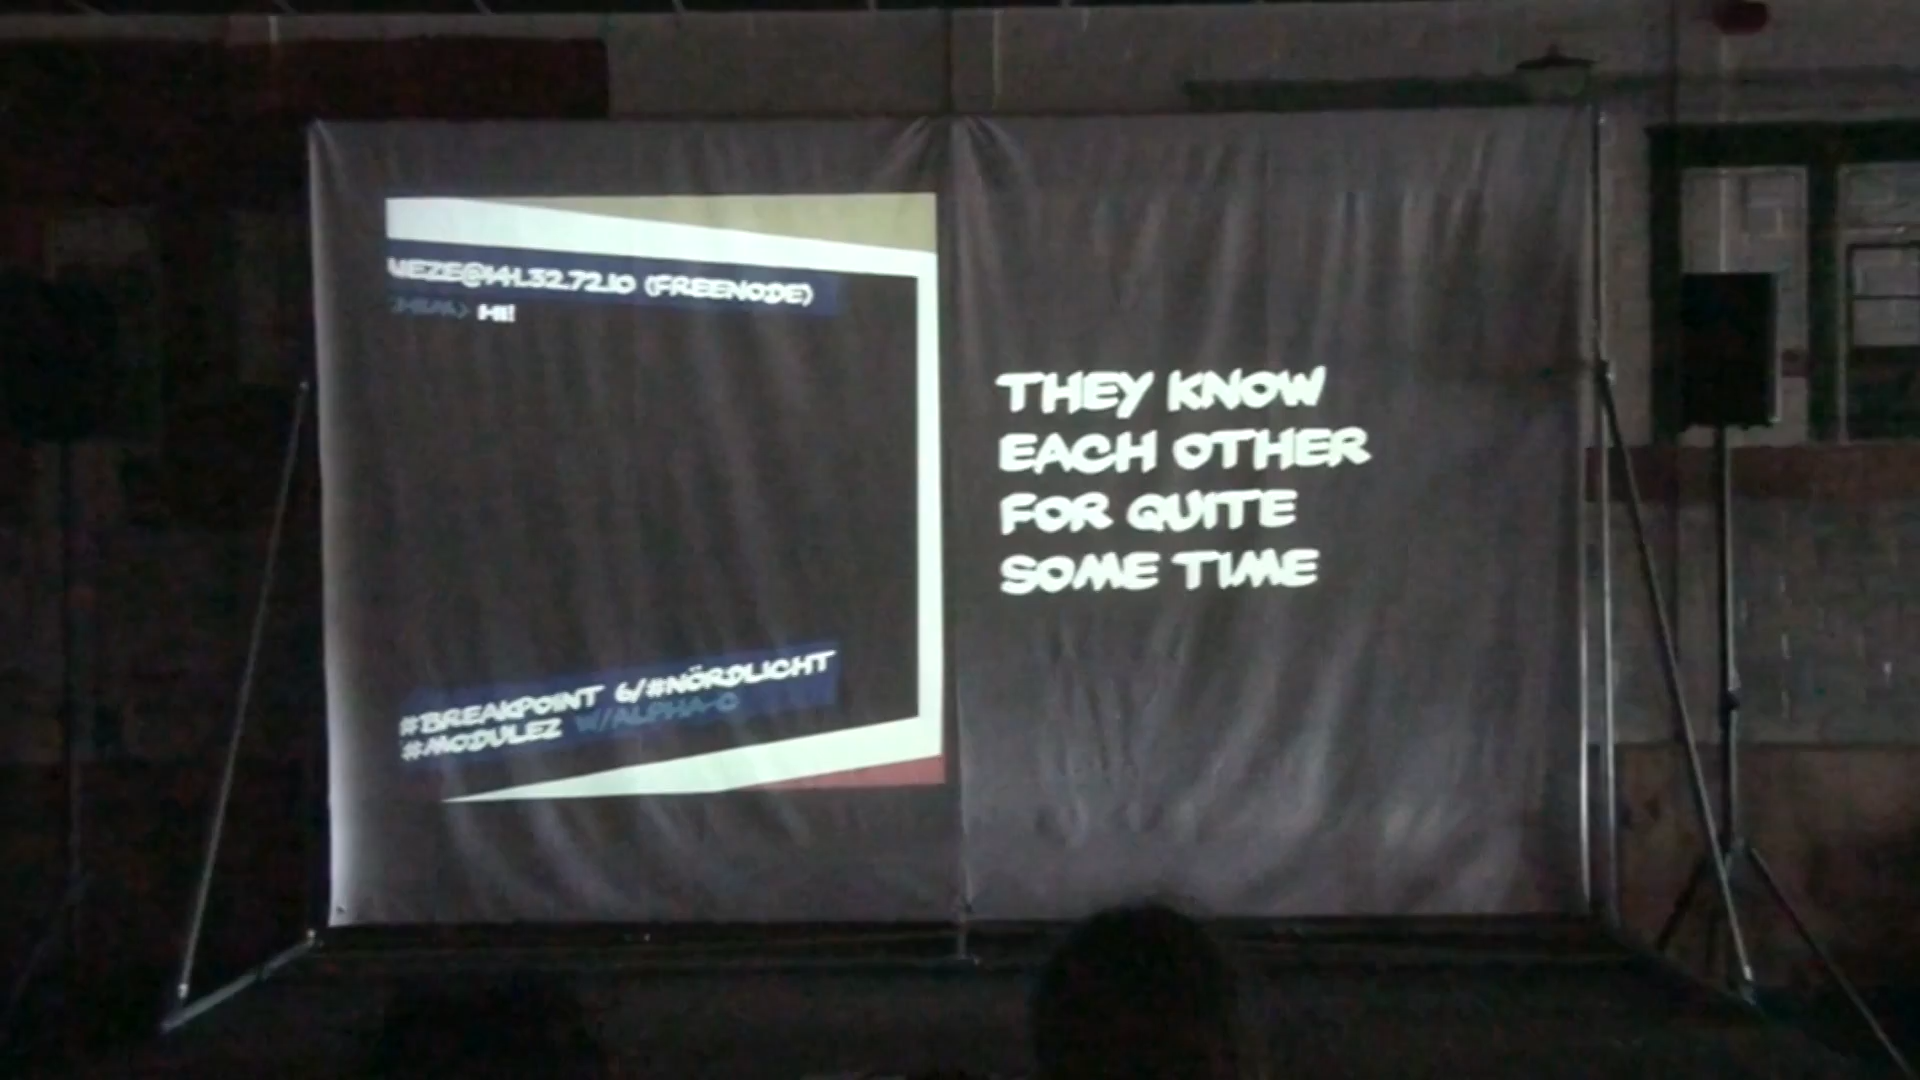 @141.32.72.10 (FREENODE)
HI!
#BREAKPOINT 6/#NÖRDLICHT
#MODULEZ W/ALPHA-C
THEY KNOW
EACH OTHER
FOR QUITE
SOME TIME